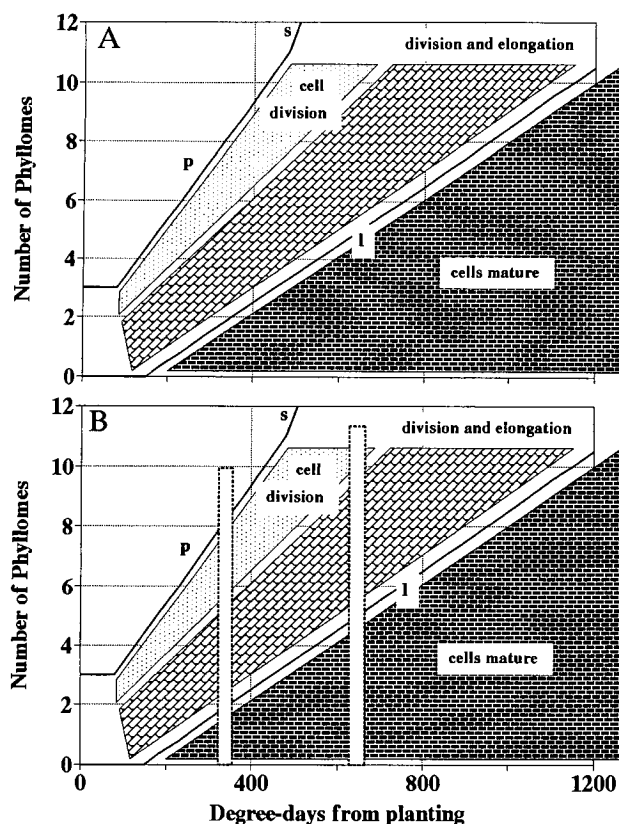 A
12
10
8
6
4
2
0
Number of Phyllomes
s
p
cell
division
division and elongation
l
cells mature
B
12
10
8
6
4
2
0
Number of Phyllomes
s
p
cell
division
division and elongation
l
cells mature
0
400
800
1200
Degree-days from planting